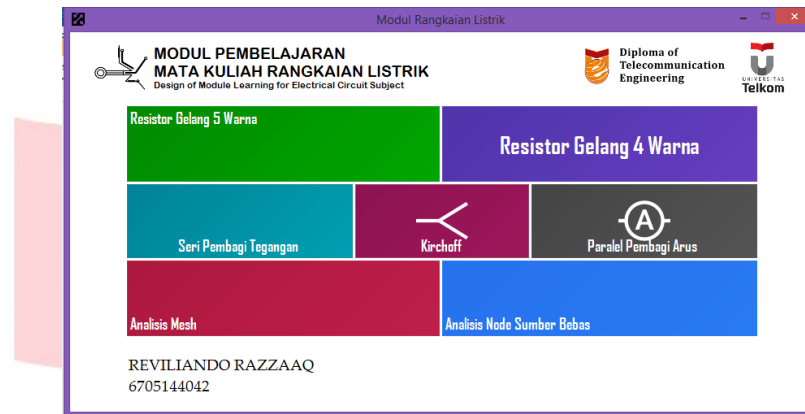 Modul Rangkaian Listrik
MODUL PEMBELAJARAN
MATA KULIAH RANGKAIAN LISTRIK
Design of Module Learning for Electrical Circuit Subject
Diploma of
Telecommunication
Engineering
UNIVERSITAS
Telkom
Resistor Gelang 5 Warna
Resistor Gelang 4 Warna
Seri Pembagi Tegangan
Kirchoff
A
Paralel Pembagi Arus
Analisis Mesh
Analisis Node Sumber Bebas
REVILIANDO RAZZAAQ
6705144042